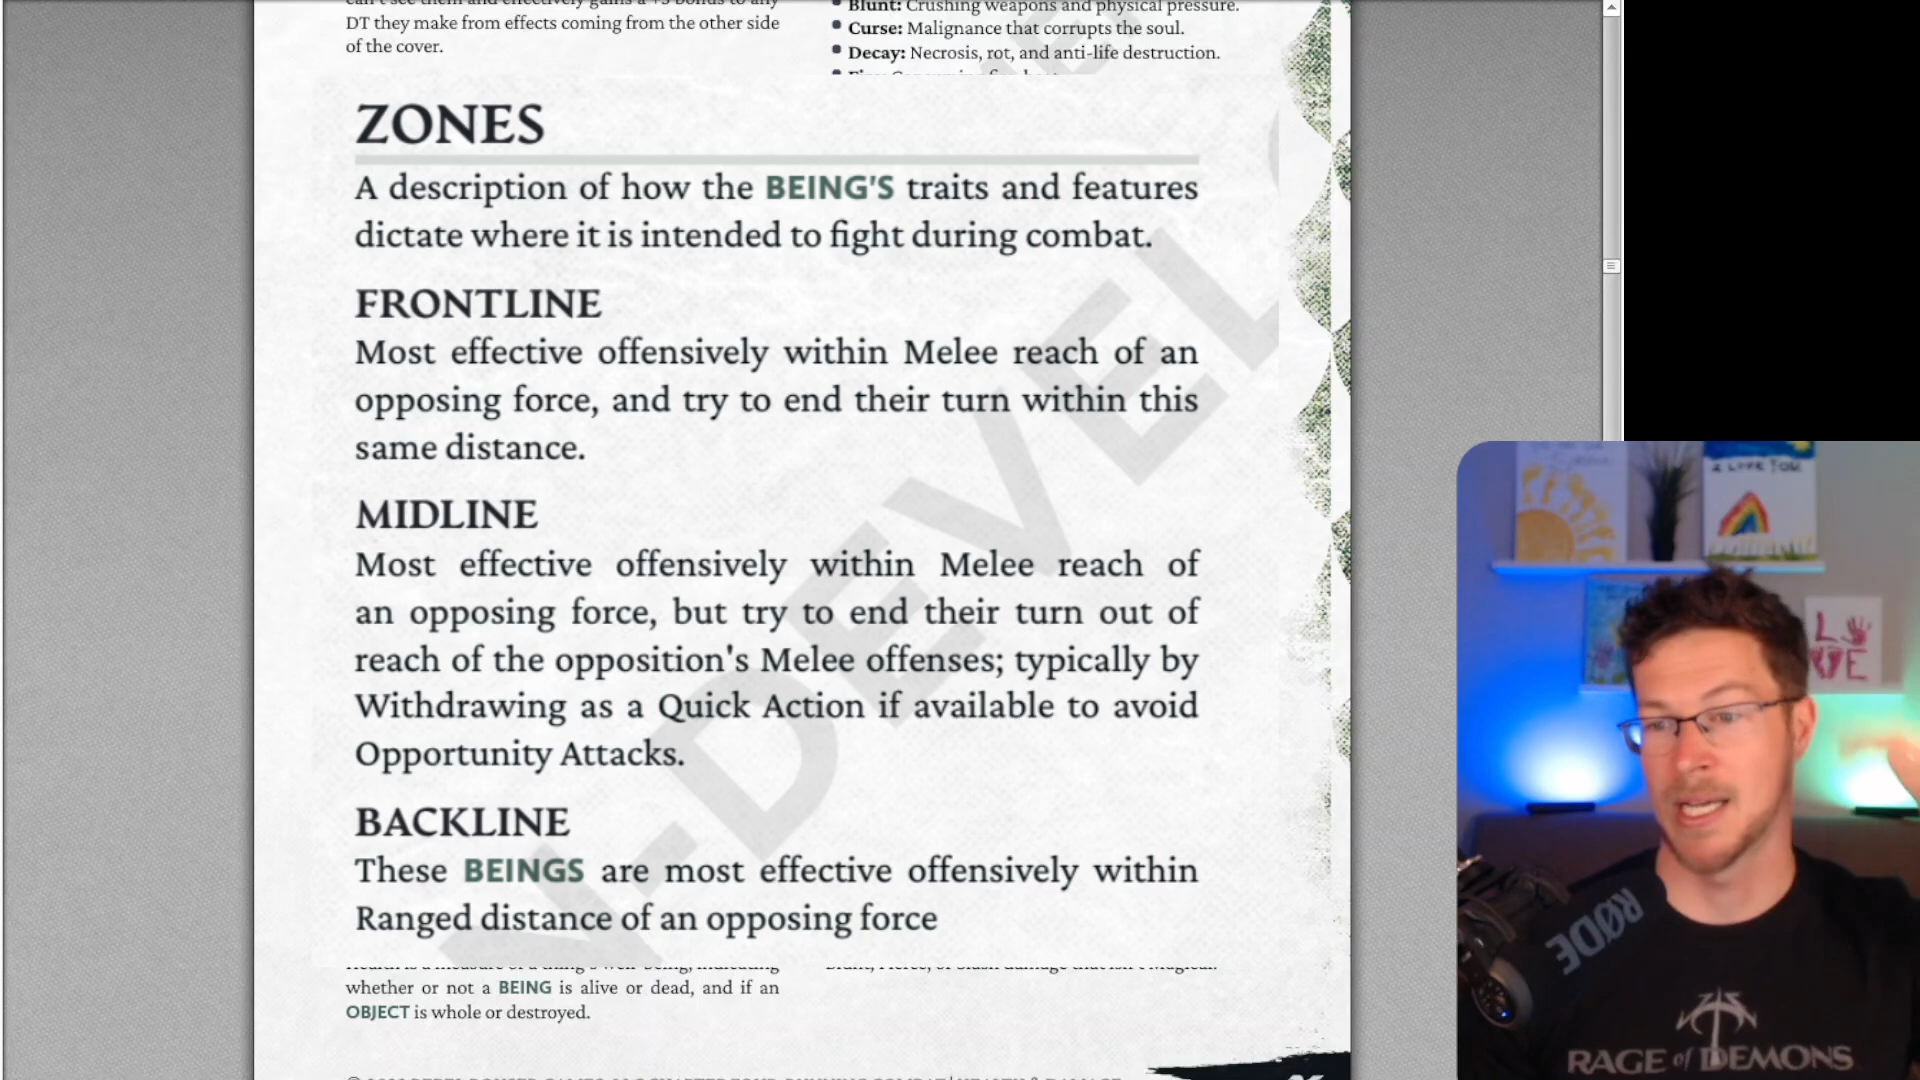 DT they make from effects coming from the other side
of the cover.
Blunt: Crushing weapons and physical pressure.
Curse: Malignance that corrupts the soul.
Decay: Necrosis, rot, and anti-life destruction.
ZONES
A description of how the BEING'S traits and features
dictate where it is intended to fight during combat.
FRONTLINE
Most effective offensively within Melee reach of an
opposing force, and try to end their turn within this
same distance.
MIDLINE
Most effective offensively within Melee reach of
an opposing force, but try to end their turn out of
reach of the opposition's Melee offenses; typically by
Withdrawing as a Quick Action if available to avoid
Opportunity Attacks.
BACKLINE
These BEINGS are most effective offensively within
Ranged distance of an opposing force
whether or not a BEING is alive or dead, and if an
OBJECT is whole or destroyed.
N-DEVEL
I LOVE YOU
LOVE
RØDE
RAGE of DEMONS